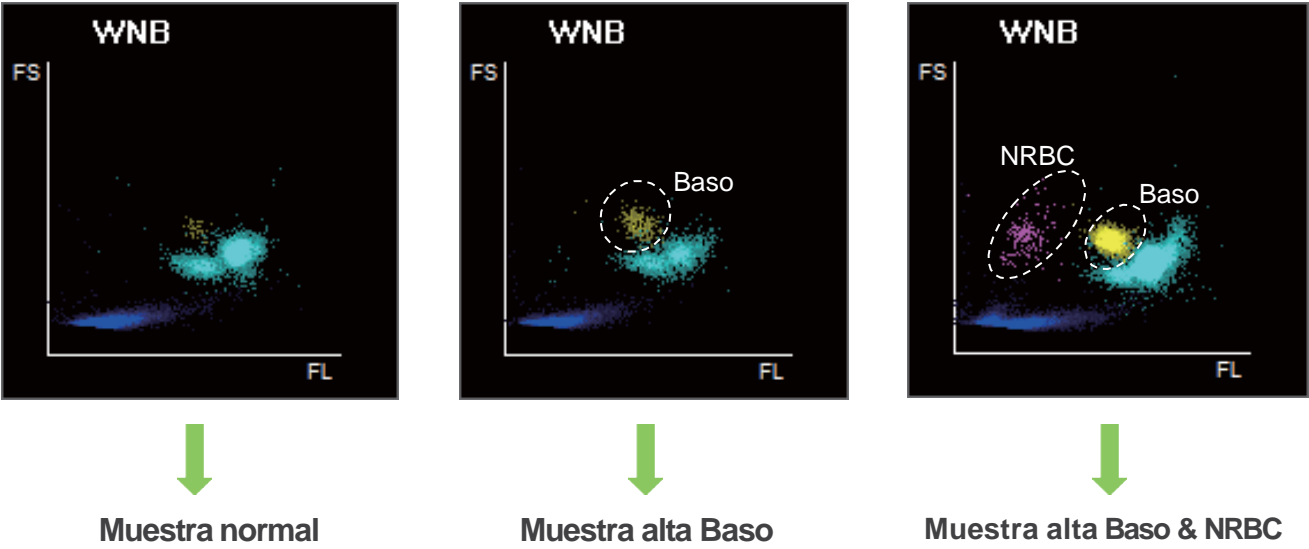 WNB
FS
FL
Muestra normal
WNB
FS
Baso
FL
Muestra alta Baso
WNB
FS
NRBC
Baso
FL
Muestra alta Baso & NRBC